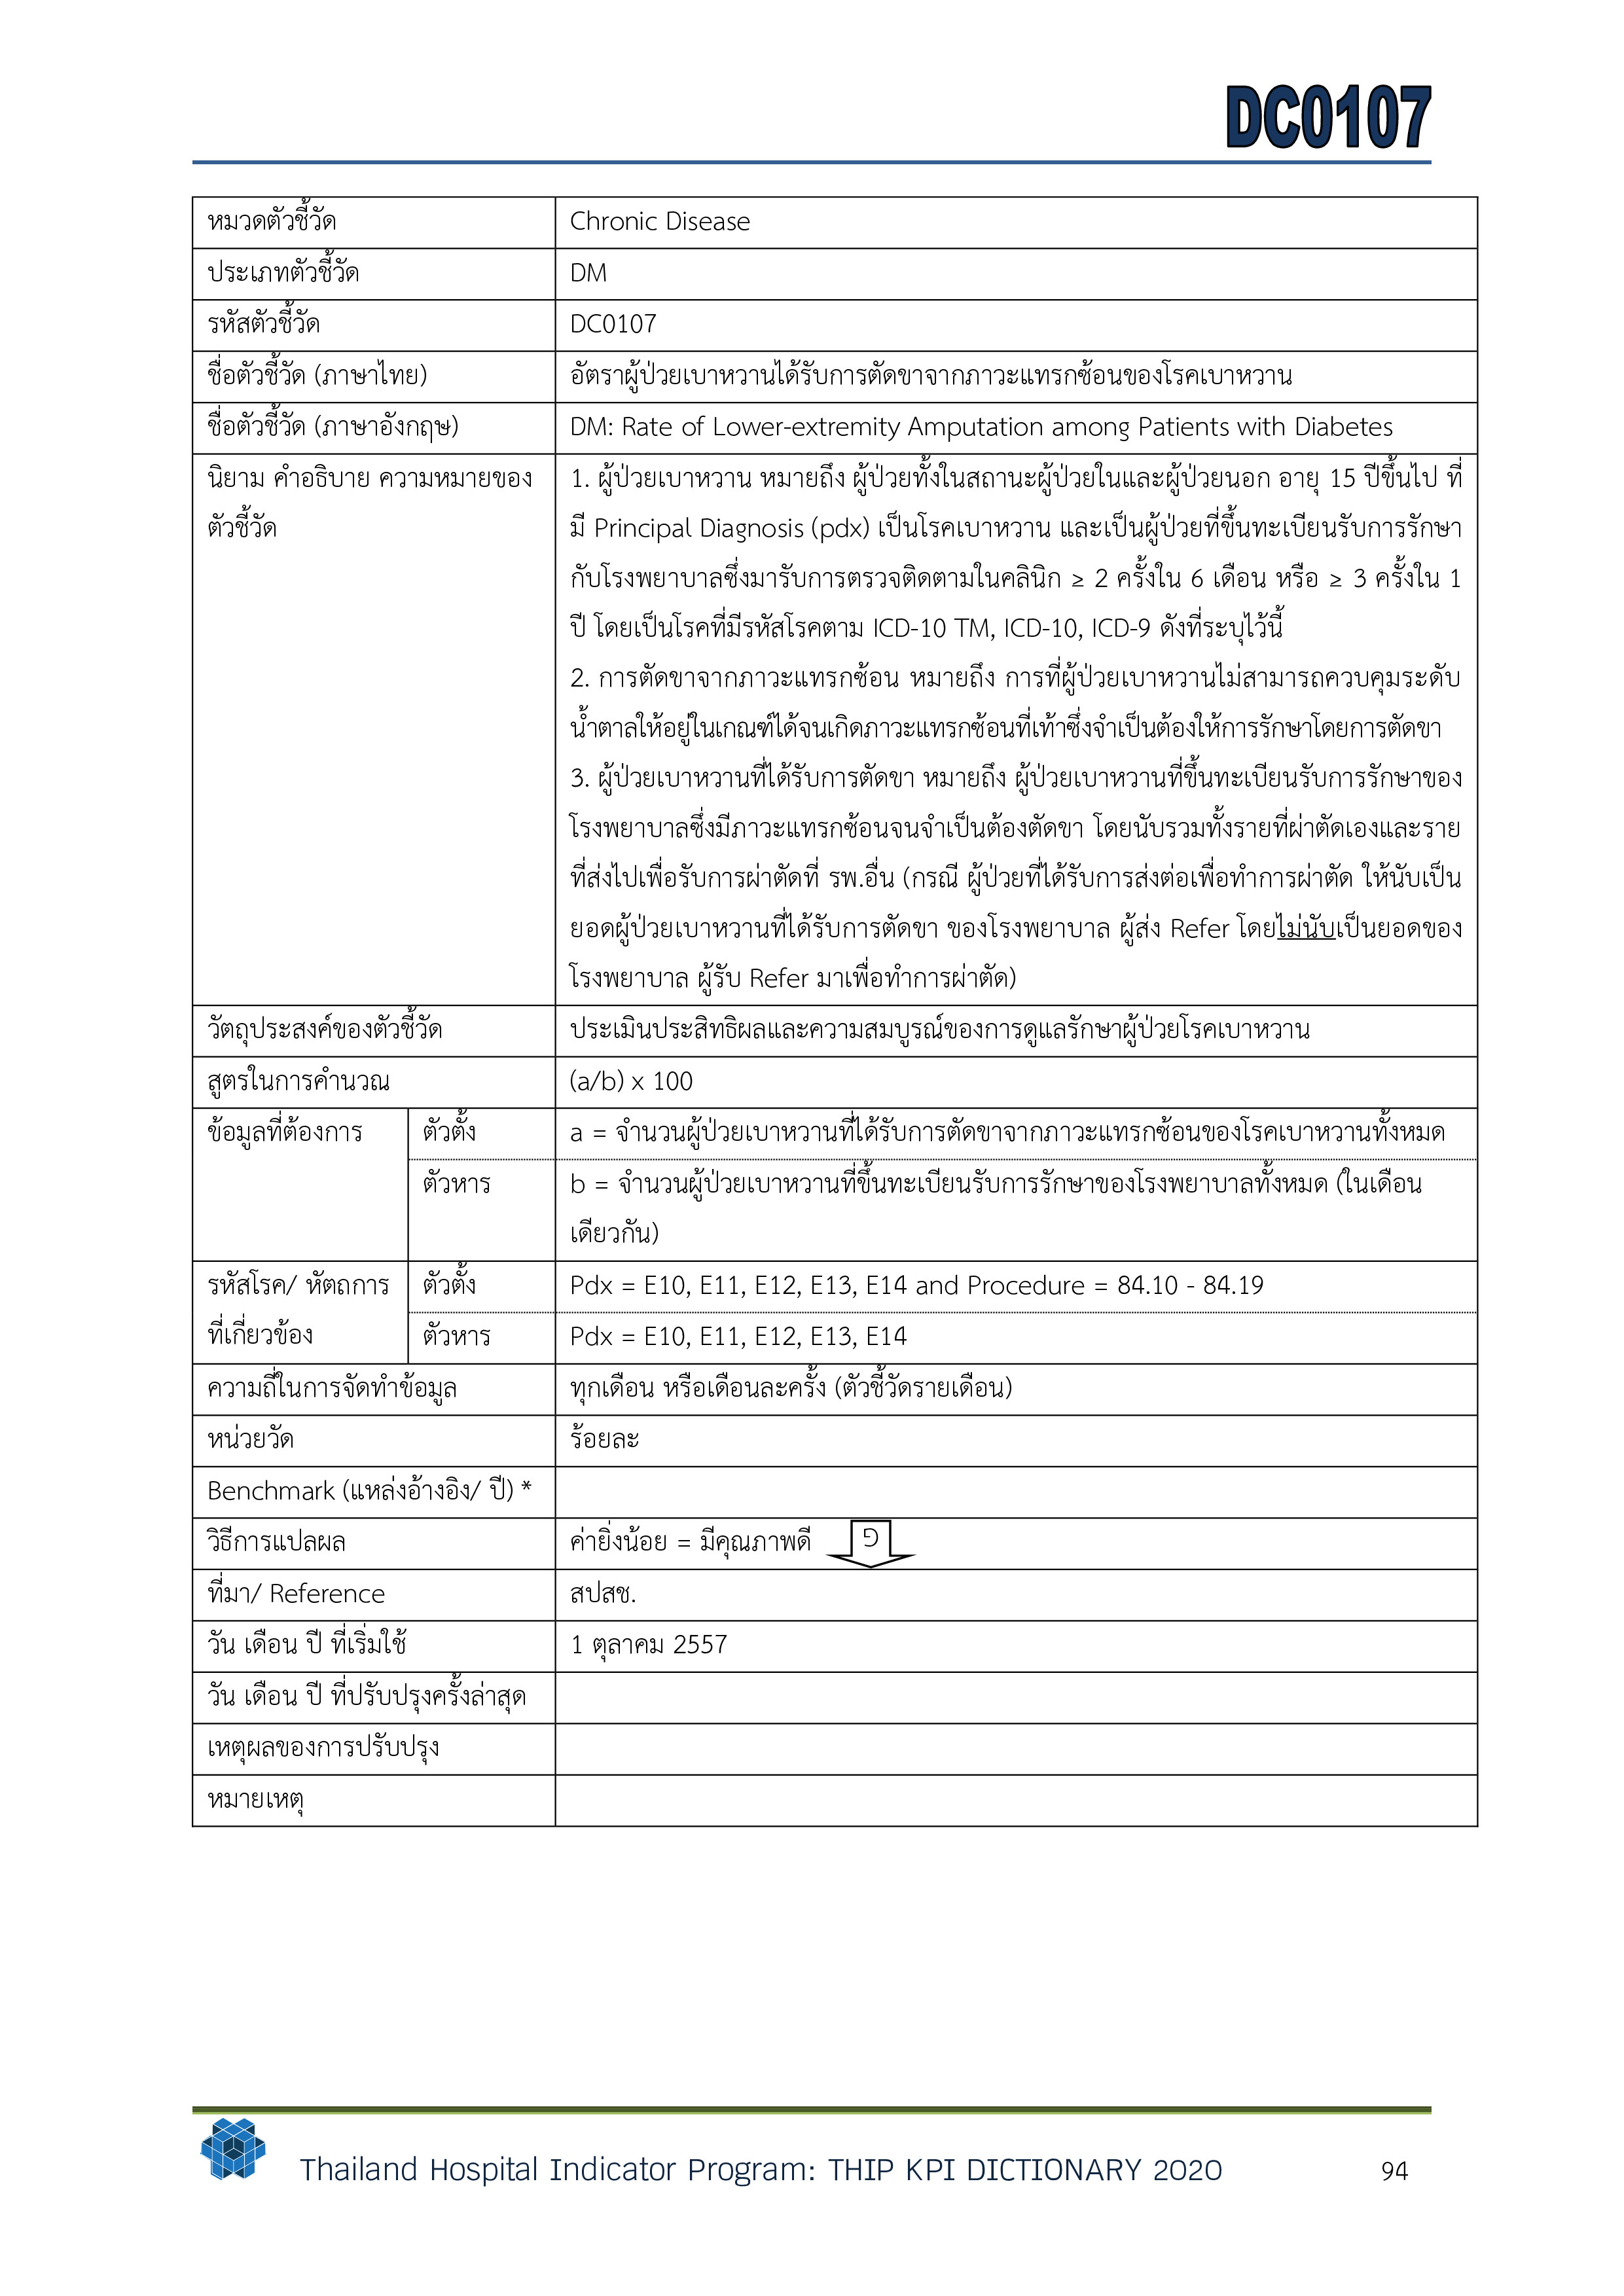 DC0107
หมวดตัวชี้วัด
Chronic Disease
ประเภทตัวชี้วัด
DM
รหัสตัวชี้วัด
DC0107
ชื่อตัวชี้วัด (ภาษาไทย)
อัตราผู้ป่วยเบาหวานได้รับการตัดขาจากภาวะแทรกซ้อนของโรคเบาหวาน
ชื่อตัวชี้วัด (ภาษาอังกฤษ)
DM: Rate of Lower-extremity Amputation among Patients with Diabetes
นิยาม คำอธิบาย ความหมายของ
ตัวชี้วัด
1. ผู้ป่วยเบาหวาน หมายถึง ผู้ป่วยทั้งในสถานะผู้ป่วยในและผู้ป่วยนอก อายุ 15 ปีขึ้นไป ที่
มี Principal Diagnosis (pdx) เป็นโรคเบาหวาน และเป็นผู้ป่วยที่ขึ้นทะเบียนรับการรักษา
กับโรงพยาบาลซึ่งมารับการตรวจติดตามในคลินิก ≥ 2 ครั้งใน 6 เดือน หรือ ≥ 3 ครั้งใน 1
ปี โดยเป็นโรคที่มีรหัสโรคตาม ICD-10 TM, ICD-10, ICD-9 ดังที่ระบุไว้นี้
2. การตัดขาจากภาวะแทรกซ้อน หมายถึง การที่ผู้ป่วยเบาหวานไม่สามารถควบคุมระดับ
น้ำตาลให้อยู่ในเกณฑ์ได้จนเกิดภาวะแทรกซ้อนที่เท้าซึ่งจำเป็นต้องให้การรักษาโดยการตัดขา
3. ผู้ป่วยเบาหวานที่ได้รับการตัดขา หมายถึง ผู้ป่วยเบาหวานที่ขึ้นทะเบียนรับการรักษาของ
โรงพยาบาลซึ่งมีภาวะแทรกซ้อนจนจำเป็นต้องตัดขา โดยนับรวมทั้งรายที่ผ่าตัดเองและราย
ที่ส่งไปเพื่อรับการผ่าตัดที่ รพ.อื่น (กรณี ผู้ป่วยที่ได้รับการส่งต่อเพื่อทำการผ่าตัด ให้นับเป็น
ยอดผู้ป่วยเบาหวานที่ได้รับการตัดขา ของโรงพยาบาล ผู้ส่ง Refer โดยไม่นับเป็นยอดของ
โรงพยาบาล ผู้รับ Refer มาเพื่อทำการผ่าตัด)
วัตถุประสงค์ของตัวชี้วัด
ประเมินประสิทธิผลและความสมบูรณ์ของการดูแลรักษาผู้ป่วยโรคเบาหวาน
สูตรในการคำนวณ
(a/b) x 100
ข้อมูลที่ต้องการ
ตัวตั้ง
a = จำนวนผู้ป่วยเบาหวานที่ได้รับการตัดขาจากภาวะแทรกซ้อนของโรคเบาหวานทั้งหมด
ตัวหาร
b = จำนวนผู้ป่วยเบาหวานที่ขึ้นทะเบียนรับการรักษาของโรงพยาบาลทั้งหมด (ในเดือน
เดียวกัน)
รหัสโรค/ หัตถการ
ที่เกี่ยวข้อง
ตัวตั้ง
Pdx = E10, E11, E12, E13, E14 and Procedure = 84.10 - 84.19
ตัวหาร
Pdx = E10, E11, E12, E13, E14
ความถี่ในการจัดทำข้อมูล
ทุกเดือน หรือเดือนละครั้ง (ตัวชี้วัดรายเดือน)
หน่วยวัด
ร้อยละ
Benchmark (แหล่งอ้างอิง/ ปี) *
วิธีการแปลผล
ค่ายิ่งน้อย = มีคุณภาพดี
ที่มา/ Reference
สปสช.
วัน เดือน ปี ที่เริ่มใช้
1 ตุลาคม 2557
วัน เดือน ปี ที่ปรับปรุงครั้งล่าสุด
เหตุผลของการปรับปรุง
หมายเหตุ
Thailand Hospital Indicator Program: THIP KPI DICTIONARY 2020
94